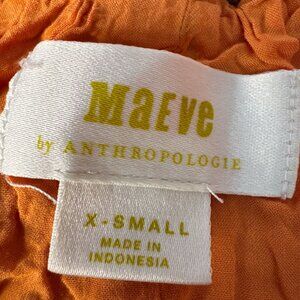 MaEVe
by ANTHROPOLOGIE
X-SMALL
MADE IN
INDONESIA